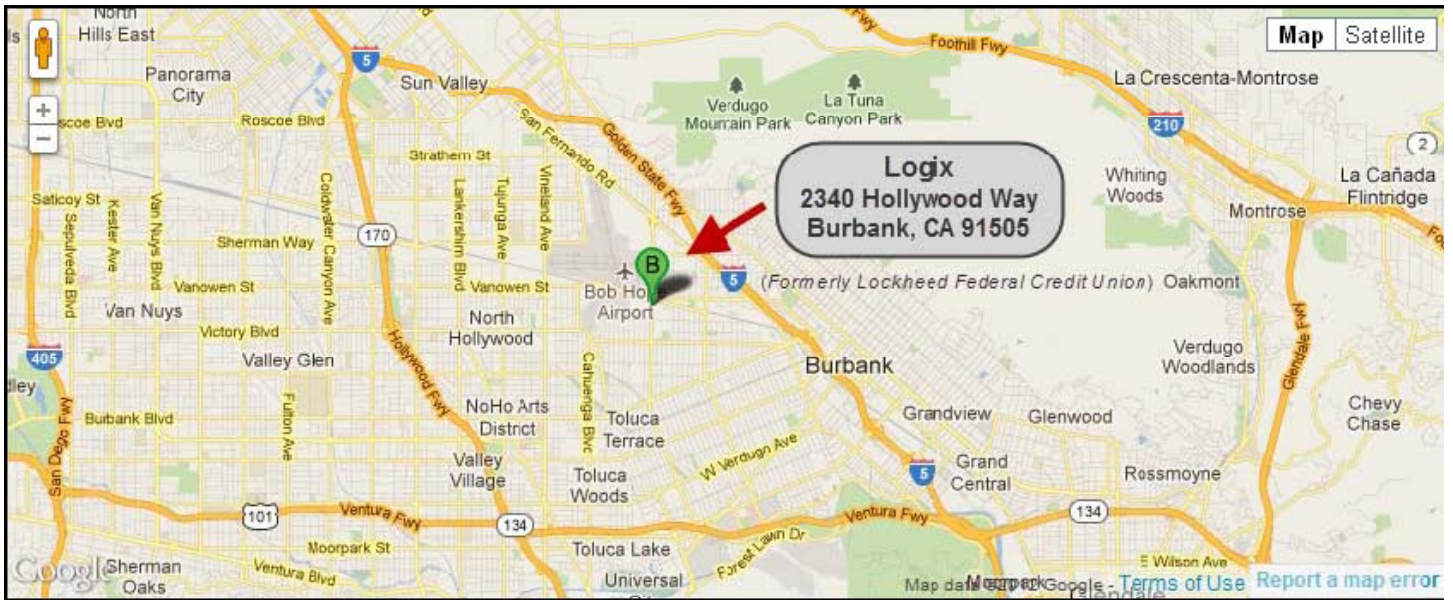 North
Hills East
ls
Panorama
City
5
Sun Valley
Foothill Fwy
Map
Satellite
La Crescenta-Montrose
Verdugo
Mountain Park
La Tuna
Canyon Park
+
−
Roscoe Blvd
San Fernando Rd
Golden State Fwy
210
2
Strathern St
Logix
2340 Hollywood Way
Burbank, CA 91505
Whiting
Woods
La Cañada
Flintridge
Saticoy St
Sepulveda Blvd
Kester Ave
Van Nuys Blvd
Coldwater Canyon Ave
Lankershim Blvd
Tujunga Ave
Vineland Ave
Montrose
Sherman Way
170
B
5
(Formerly Lockheed Federal Credit Union)
Oakmont
Vanowen St
Vanowen St
Bob Hope
Airport
Van Nuys
Victory Blvd
North
Hollywood
Hollywood Fwy
405
Valley Glen
Burbank
Verdugo
Woodlands
Glendale Fwy
dley
Burbank Blvd
Fulton Ave
NoHo Arts
District
Cahuenga Blvd
Toluca
Terrace
Grandview
Glenwood
Chevy
Chase
San Diego Fwy
Valley
Village
Toluca
Woods
W Verdugo Ave
5
Grand
Central
Rossmoyne
101
Ventura Fwy
134
Ventura Fwy
134
Moorpark St
Toluca Lake
Forest Lawn Dr
E Wilson Ave
Google
Sherman
Oaks
Ventura Blvd
Universal
Map data ©2012 Google - Terms of Use
Report a map error
Glendale